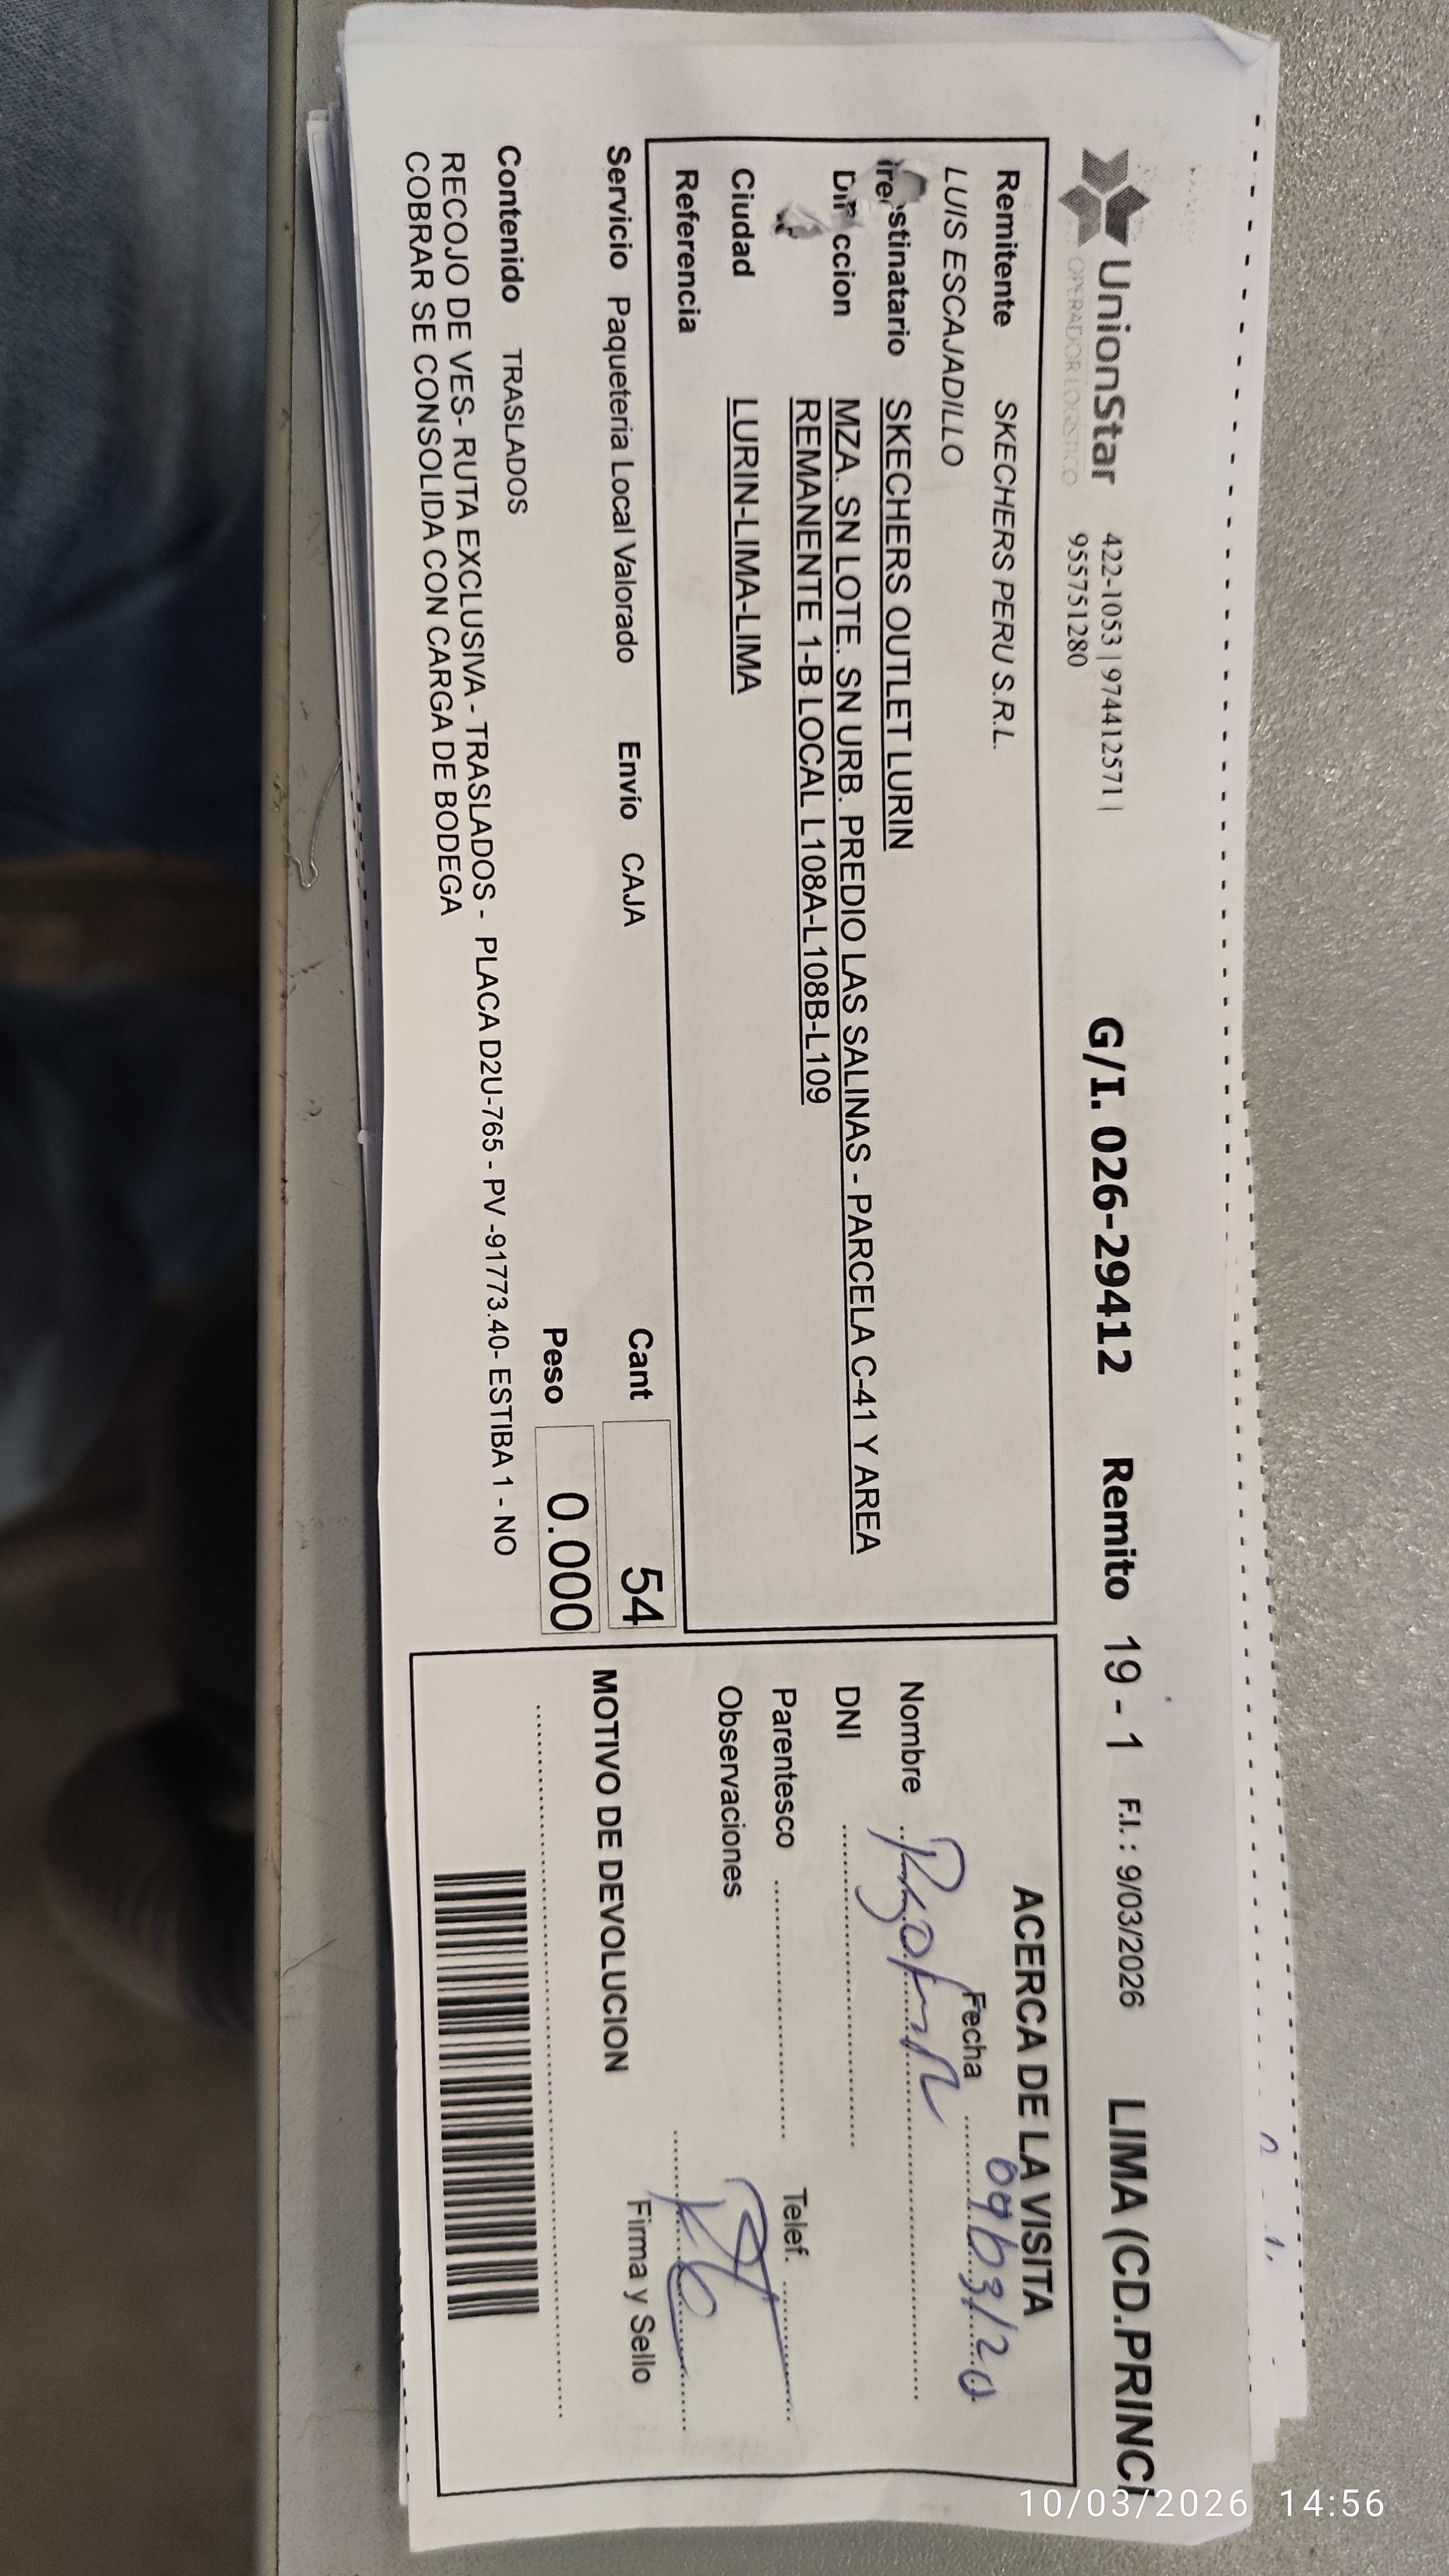 UnionStar
OPERADOR LOGISTICO
422-1053 | 974412571 |
955751280
G/I. 026-29412 Remito 19 - 1 F.I. : 9/03/2026 LIMA (CD.PRINCI
Remitente SKECHERS PERU S.R.L.
LUIS ESCAJADILLO
stinatario SKECHERS OUTLET LURIN
ccion MZA. SN LOTE. SN URB. PREDIO LAS SALINAS - PARCELA C-41 Y AREA
REMANENTE 1-B LOCAL L108A-L108B-L109
Ciudad LURIN-LIMA-LIMA
Referencia
Servicio Paqueteria Local Valorado Envío CAJA Cant 54
Peso 0.000
Contenido TRASLADOS
RECOJO DE VES- RUTA EXCLUSIVA - TRASLADOS - PLACA D2U-765 - PV -91773.40- ESTIBA 1 - NO
COBRAR SE CONSOLIDA CON CARGA DE BODEGA
ACERCA DE LA VISITA
Fecha
Nombre
DNI
Parentesco Telef.
Observaciones
Firma y Sello
MOTIVO DE DEVOLUCION
10/03/2026 14:56